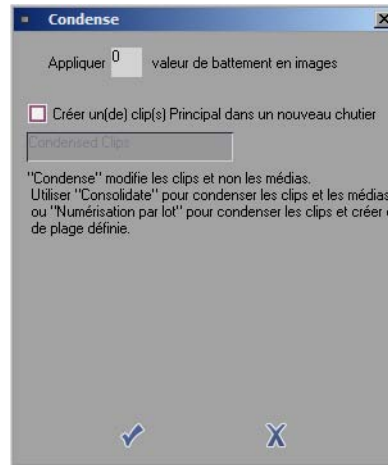 Condense
Appliquer 0 valeur de battement en images
Créer un(de) clip(s) Principal dans un nouveau chutier
Condensed Clips
"Condense" modifie les clips et non les médias.
Utiliser "Consolidate" pour condenser les clips et les médias
ou "Numérisation par lot" pour condenser les clips et créer
de plage définie.